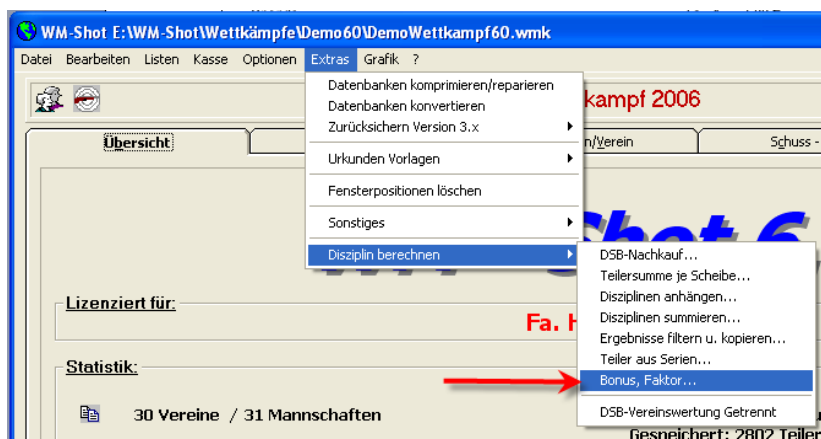 WM-Shot E:\WM-Shot\Wettkämpfe\Demo60\DemoWettkampf60.wmk
Datei Bearbeiten Listen Kasse Optionen Extras Grafik ?
Datenbanken komprimieren/reparieren
Datenbanken konvertieren
Zurücksichern Version 3.x
Urkunden Vorlagen
Fensterpositionen löschen
Sonstiges
Disziplin berechnen
kampf 2006
Übersicht
n/Verein
Schuss -
Shot 6
DSB-Nachkauf...
Teilersumme je Scheibe...
Disziplinen anhängen...
Disziplinen summieren...
Ergebnisse filtern u. kopieren...
Teiler aus Serien...
Bonus, Faktor...
DSB-Vereinswertung Getrennt
Lizenziert für:
Fa. H
Statistik:
30 Vereine / 31 Mannschaften
Gespeichert: 2802 Teiler